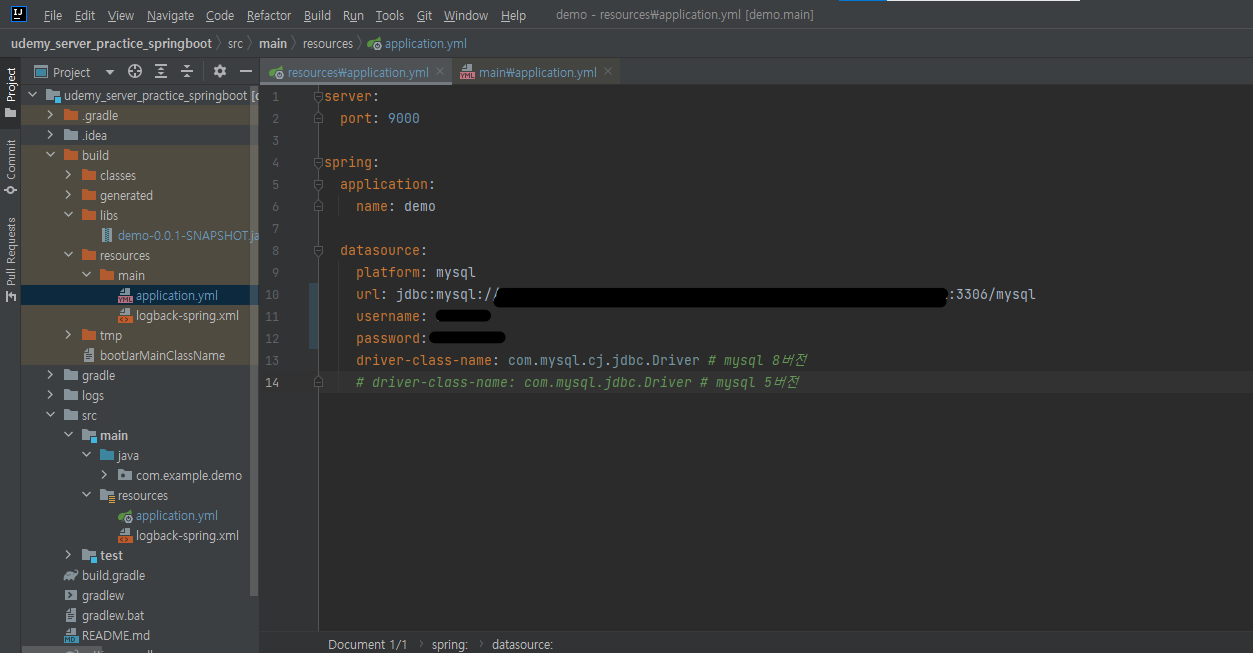 File Edit View Navigate Code Refactor Build Run Tools Git Window Help demo - resources₩application.yml [demo.main]
udemy_server_practice_springboot src main resources application.yml
Project
Commit
Pull Requests
Project
udemy_server_practice_springboot
.gradle
.idea
build
classes
generated
libs
demo-0.0.1-SNAPSHOT.ja
resources
main
application.yml
logback-spring.xml
tmp
bootJarMainClassName
gradle
logs
src
main
java
com.example.demo
resources
application.yml
logback-spring.xml
test
build.gradle
gradlew
gradlew.bat
README.md
resources₩application.yml main₩application.yml
1 server:
2 port: 9000
3
4 spring:
5 application:
6 name: demo
7
8 datasource:
9 platform: mysql
10 url: jdbc:mysql:// :3306/mysql
11 username:
12 password:
13 driver-class-name: com.mysql.cj.jdbc.Driver # mysql 8버전
14 # driver-class-name: com.mysql.jdbc.Driver # mysql 5버전
Document 1/1 spring: datasource: